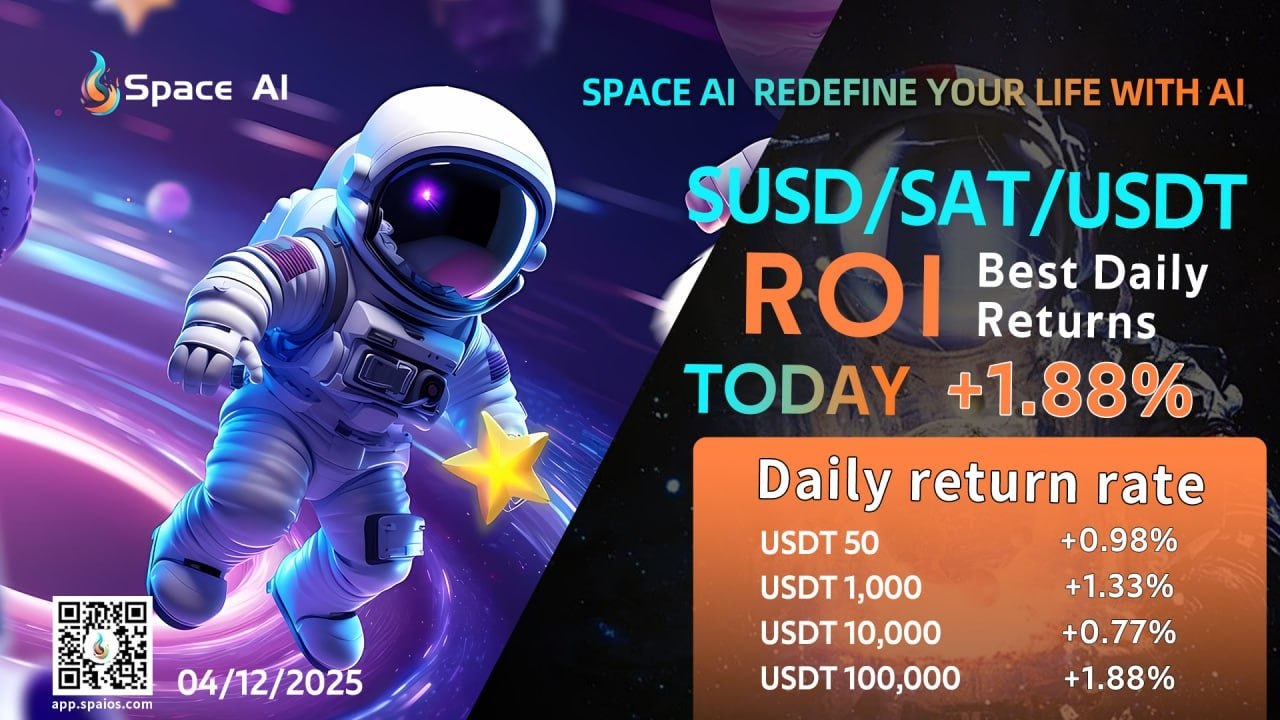 Space AI
SPACE AI REDEFINE YOUR LIFE WITH AI
SUSD/SAT/USDT
ROI Best Daily
Returns
TODAY +1.88%
Daily return rate
USDT 50 +0.98%
USDT 1,000 +1.33%
USDT 10,000 +0.77%
USDT 100,000 +1.88%
04/12/2025
app.spaios.com